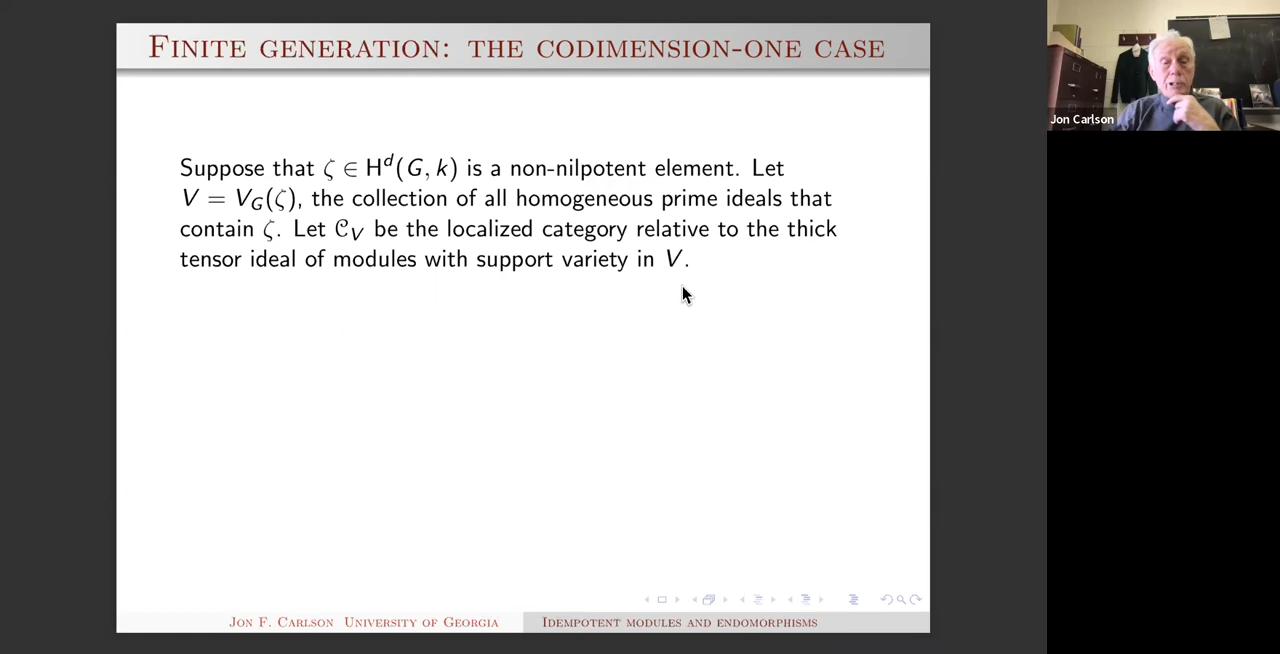 FINITE GENERATION: THE CODIMENSION-ONE CASE
Suppose that ζ ∈ H^d(G, k) is a non-nilpotent element. Let
V = V_G(ζ), the collection of all homogeneous prime ideals that
contain ζ. Let 𝒞_V be the localized category relative to the thick
tensor ideal of modules with support variety in V.
JON F. CARLSON UNIVERSITY OF GEORGIA
IDEMPOTENT MODULES AND ENDOMORPHISMS
Jon Carlson